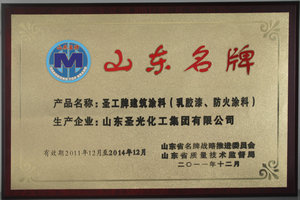 山东名牌
产品名称：圣工牌建筑涂料（乳胶漆、防火涂料）
生产企业：山东圣光化工集团有限公司
有效期2011年12月至2014年12月
山东省名牌战略推进委员会
山东省质量技术监督局
二〇一一年十二月